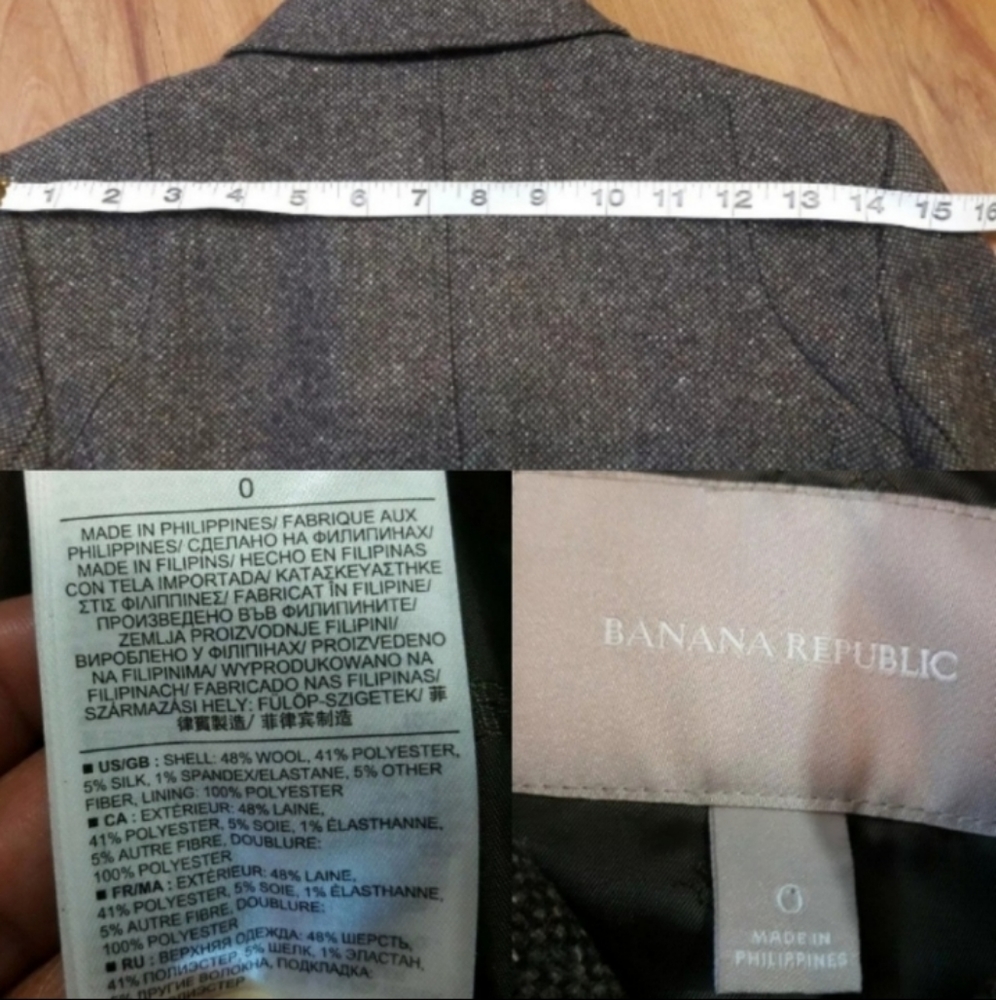 1 2 3 4 5 6 7 8 9 10 11 12 13 14 15 16
0
MADE IN PHILIPPINES/ FABRIQUE AUX
PHILIPPINES/ СДЕЛАНО НА ФИЛИПИНАХ/
MADE IN FILIPINS/ HECHO EN FILIPINAS
CON TELA IMPORTADA/ ΚΑΤΑΣΚΕΥΑΣΤΗΚΕ
ΣΤΙΣ ΦΙΛΙΠΠΙΝΕΣ/ FABRICAT ÎN FILIPINE/
ПРОИЗВЕДЕНО ВЪВ ФИЛИПИНИТЕ/
ZEMLJA PROIZVODNJE FILIPINI/
ВИРОБЛЕНО У ФІЛІПІНАХ/ PROIZVEDENO
NA FILIPINIMA/ WYPRODUKOWANO NA
FILIPINACH/ FABRICADO NAS FILIPINAS/
SZÁRMAZÁSI HELY: FÜLÖP-SZIGETEK/ 菲
律賓製造/ 菲律宾制造
■ US/GB : SHELL: 48% WOOL, 41% POLYESTER,
5% SILK, 1% SPANDEX/ELASTANE, 5% OTHER
FIBER, LINING: 100% POLYESTER
■ CA : EXTÉRIEUR: 48% LAINE,
41% POLYESTER, 5% SOIE, 1% ÉLASTHANNE,
5% AUTRE FIBRE, DOUBLURE:
100% POLYESTER
■ FR/MA : EXTÉRIEUR: 48% LAINE,
41% POLYESTER, 5% SOIE, 1% ÉLASTHANNE,
5% AUTRE FIBRE, DOUBLURE:
100% POLYESTER
■ RU : ВЕРХНЯЯ ОДЕЖДА: 48% ШЕРСТЬ,
41% ПОЛИЭСТЕР, 5% ШЕЛК, 1% ЭЛАСТАН,
ДРУГИЕ ВОЛОКНА, ПОДКЛАДКА:
BANANA REPUBLIC
0
MADE IN
PHILIPPINES